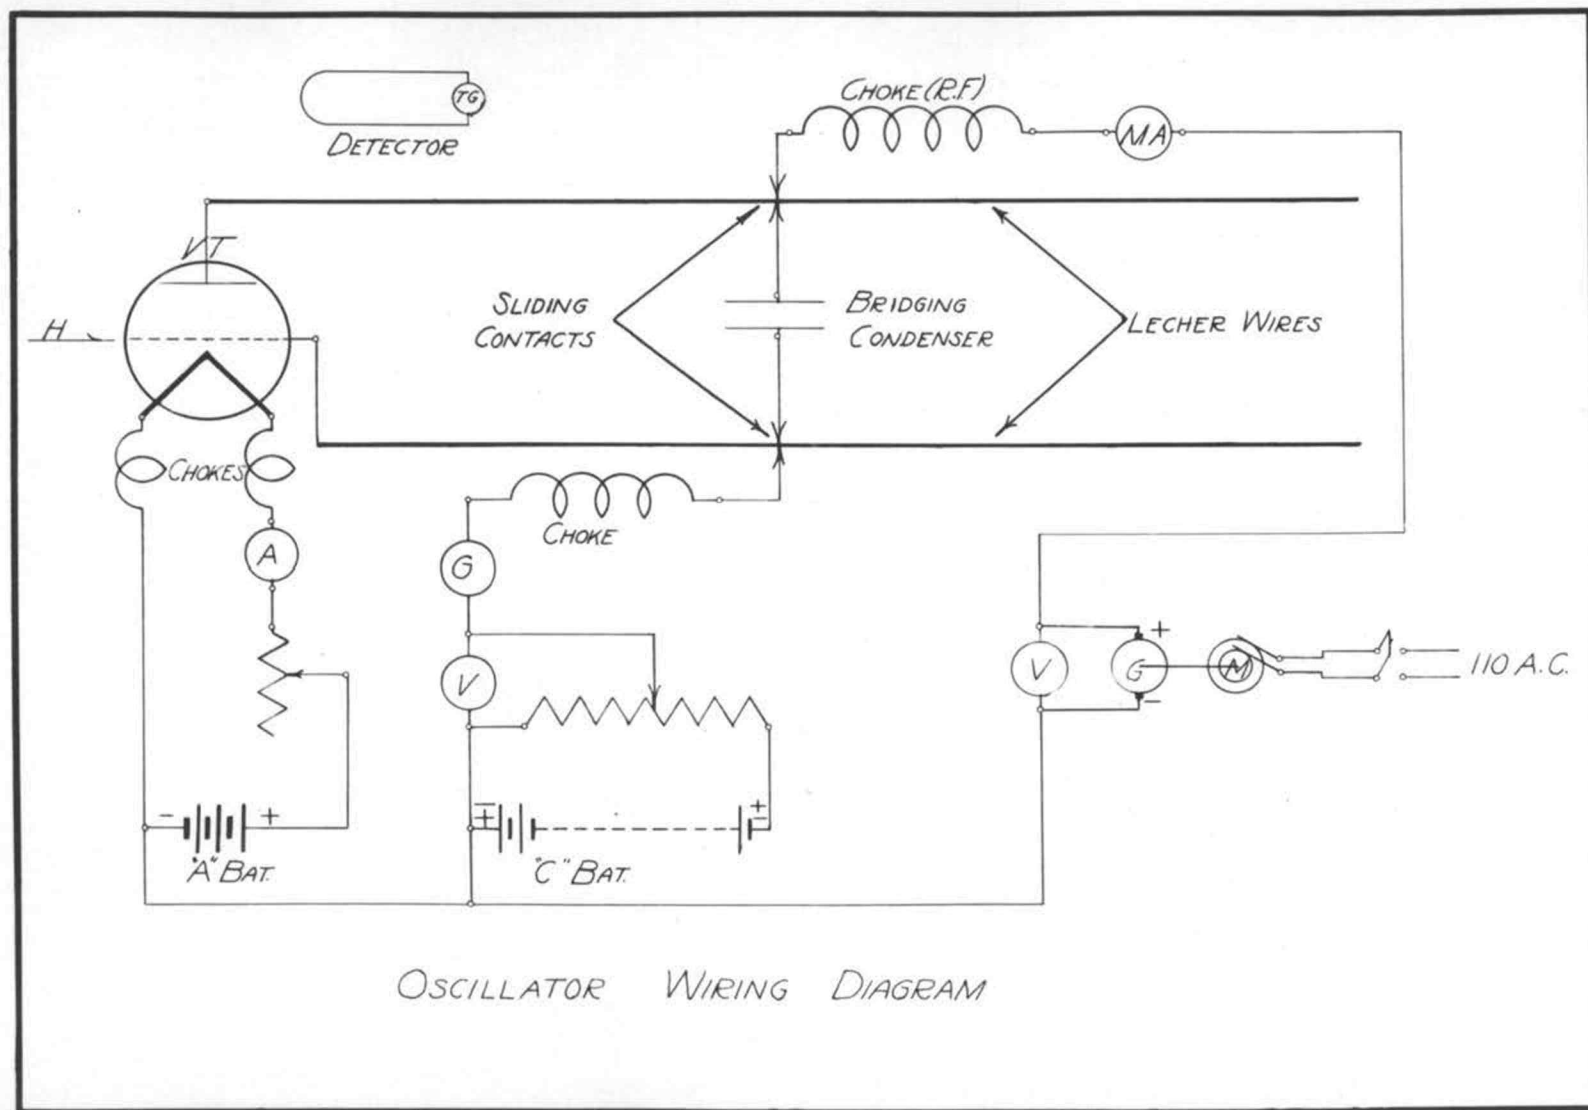 TG
DETECTOR
CHOKE (R.F)
MA
VT
H
SLIDING
CONTACTS
BRIDGING
CONDENSER
LECHER WIRES
CHOKES
CHOKE
A
G
V
V
+
G
-
M
110 A.C.
- +
"A" BAT.
- +
+ -
"C" BAT.
OSCILLATOR WIRING DIAGRAM